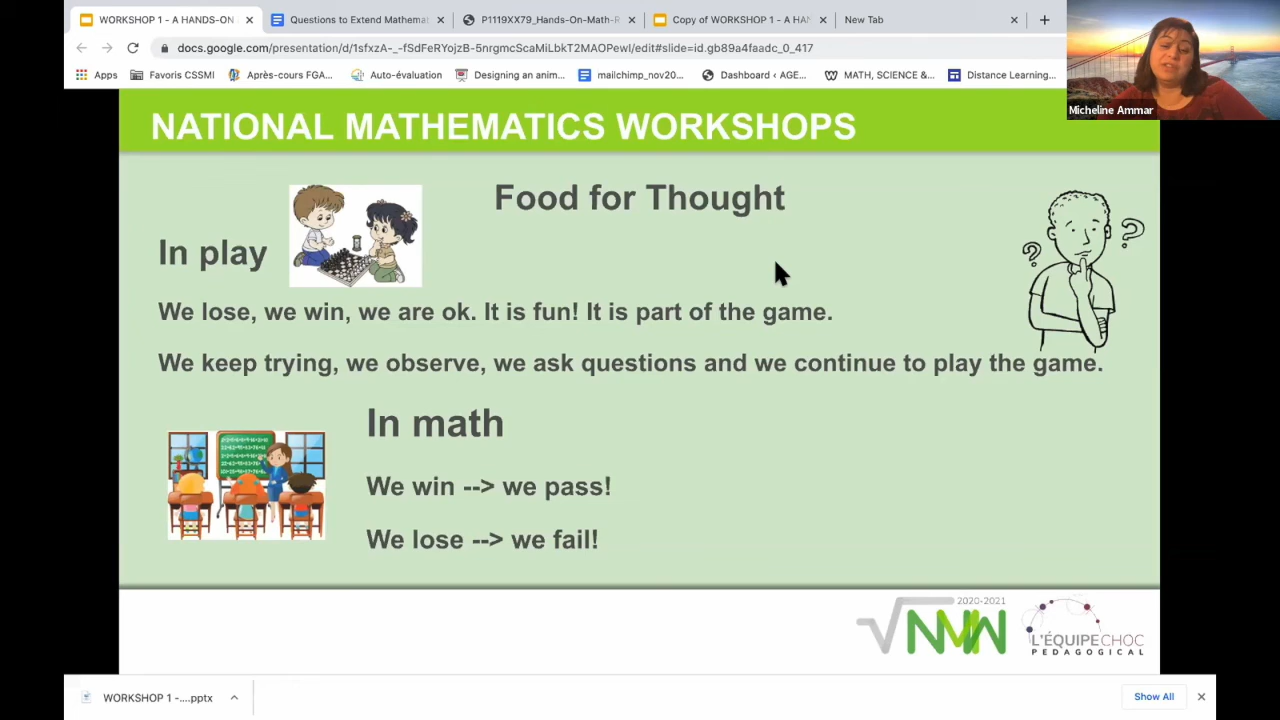 WORKSHOP 1 - A HANDS-ON
Questions to Extend Mathemat
P1119XX79_Hands-On-Math-R
Copy of WORKSHOP 1 - A HAN
New Tab
docs.google.com/presentation/d/1sfxzA-_-fSdFeRYojzB-5nrgmcScaMiLbkT2MAOPewI/edit#slide=id.gb89a4faadc_0_417
Apps
Favoris CSSMI
Après-cours FGA...
Auto-évaluation
Designing an anim...
mailchimp_nov20...
Dashboard ‹ AGE...
MATH, SCIENCE &...
Distance Learning...
Micheline Ammar
NATIONAL MATHEMATICS WORKSHOPS
Food for Thought
In play
We lose, we win, we are ok. It is fun! It is part of the game.
We keep trying, we observe, we ask questions and we continue to play the game.
In math
We win --> we pass!
We lose --> we fail!
2020-2021
NMW
L'ÉQUIPECHOC
PEDAGOGICAL
WORKSHOP 1 -....pptx
Show All